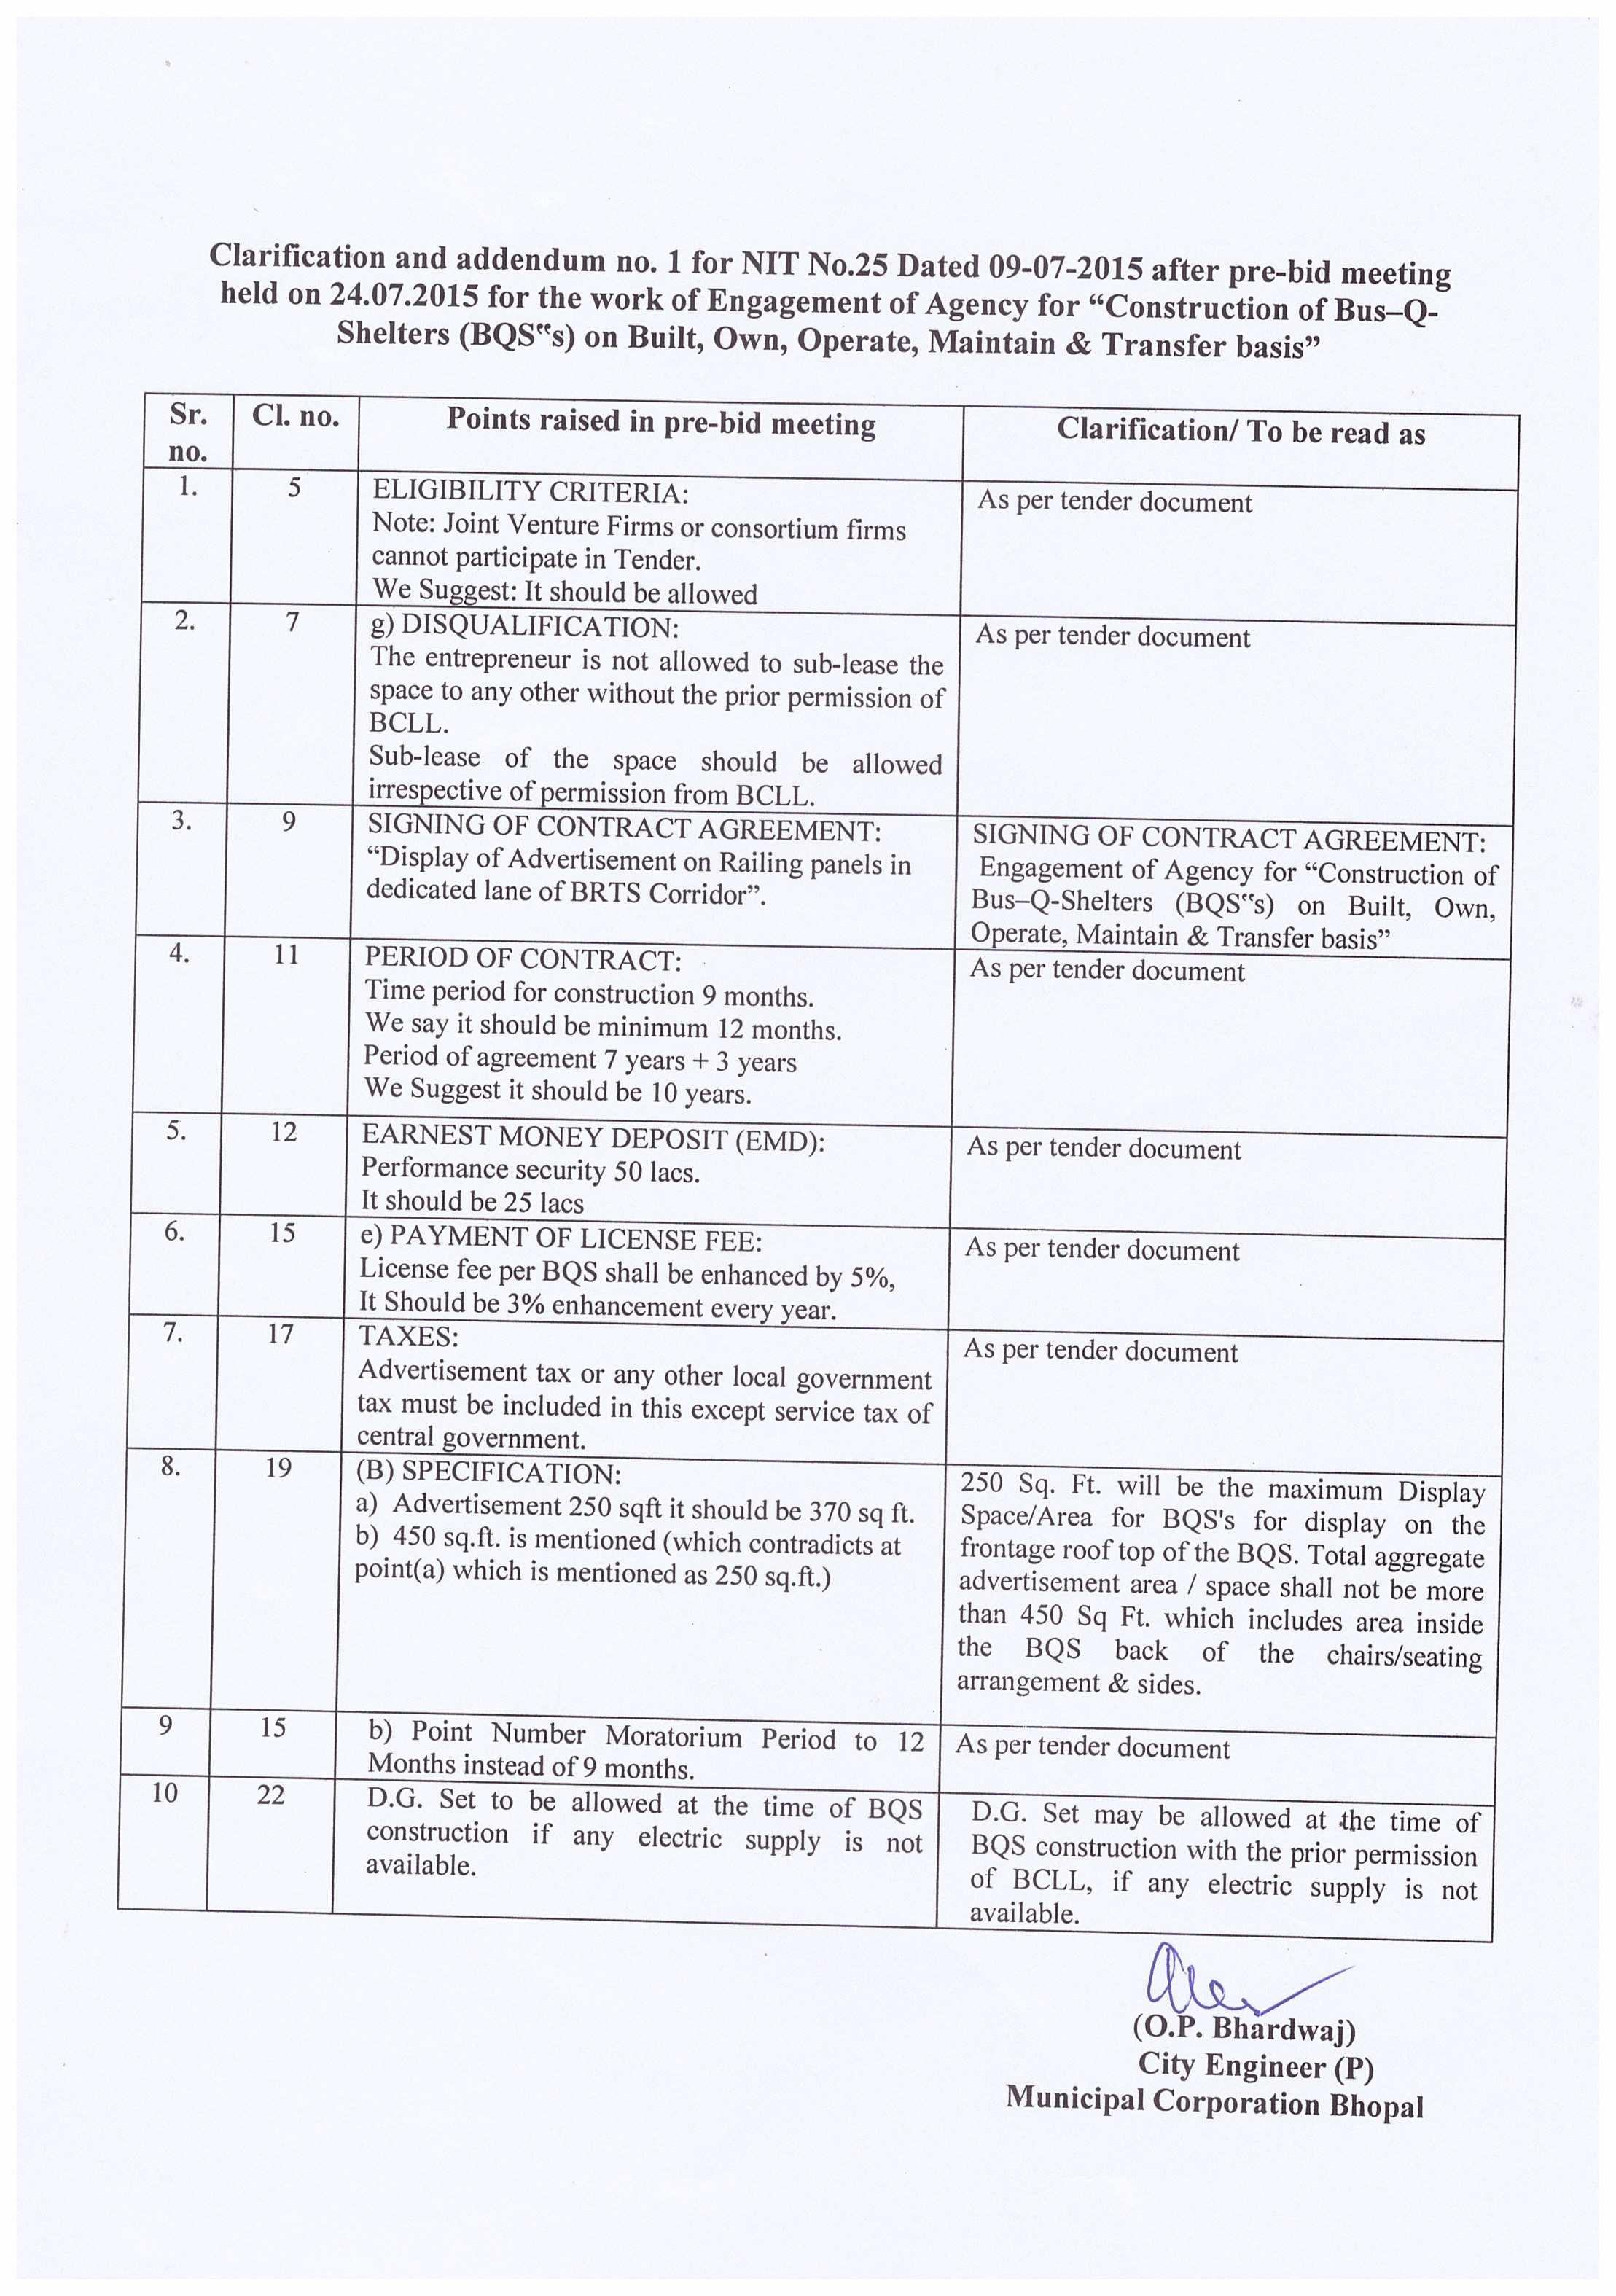 Clarification and addendum no. 1 for NIT No.25 Dated 09-07-2015 after pre-bid meeting
held on 24.07.2015 for the work of Engagement of Agency for “Construction of Bus–Q-
Shelters (BQS‟s) on Built, Own, Operate, Maintain & Transfer basis”
Sr. no.
Cl. no.
Points raised in pre-bid meeting
Clarification/ To be read as
1.
5
ELIGIBILITY CRITERIA:
Note: Joint Venture Firms or consortium firms
cannot participate in Tender.
We Suggest: It should be allowed
As per tender document
2.
7
g) DISQUALIFICATION:
The entrepreneur is not allowed to sub-lease the
space to any other without the prior permission of
BCLL.
Sub-lease of the space should be allowed
irrespective of permission from BCLL.
As per tender document
3.
9
SIGNING OF CONTRACT AGREEMENT:
“Display of Advertisement on Railing panels in
dedicated lane of BRTS Corridor”.
SIGNING OF CONTRACT AGREEMENT:
Engagement of Agency for “Construction of
Bus–Q-Shelters (BQS‟s) on Built, Own,
Operate, Maintain & Transfer basis”
4.
11
PERIOD OF CONTRACT:
Time period for construction 9 months.
We say it should be minimum 12 months.
Period of agreement 7 years + 3 years
We Suggest it should be 10 years.
As per tender document
5.
12
EARNEST MONEY DEPOSIT (EMD):
Performance security 50 lacs.
It should be 25 lacs
As per tender document
6.
15
e) PAYMENT OF LICENSE FEE:
License fee per BQS shall be enhanced by 5%,
It Should be 3% enhancement every year.
As per tender document
7.
17
TAXES:
Advertisement tax or any other local government
tax must be included in this except service tax of
central government.
As per tender document
8.
19
(B) SPECIFICATION:
a) Advertisement 250 sqft it should be 370 sq ft.
b) 450 sq.ft. is mentioned (which contradicts at
point(a) which is mentioned as 250 sq.ft.)
250 Sq. Ft. will be the maximum Display
Space/Area for BQS's for display on the
frontage roof top of the BQS. Total aggregate
advertisement area / space shall not be more
than 450 Sq Ft. which includes area inside
the BQS back of the chairs/seating
arrangement & sides.
9
15
b) Point Number Moratorium Period to 12
Months instead of 9 months.
As per tender document
10
22
D.G. Set to be allowed at the time of BQS
construction if any electric supply is not
available.
D.G. Set may be allowed at the time of
BQS construction with the prior permission
of BCLL, if any electric supply is not
available.
(O.P. Bhardwaj)
City Engineer (P)
Municipal Corporation Bhopal